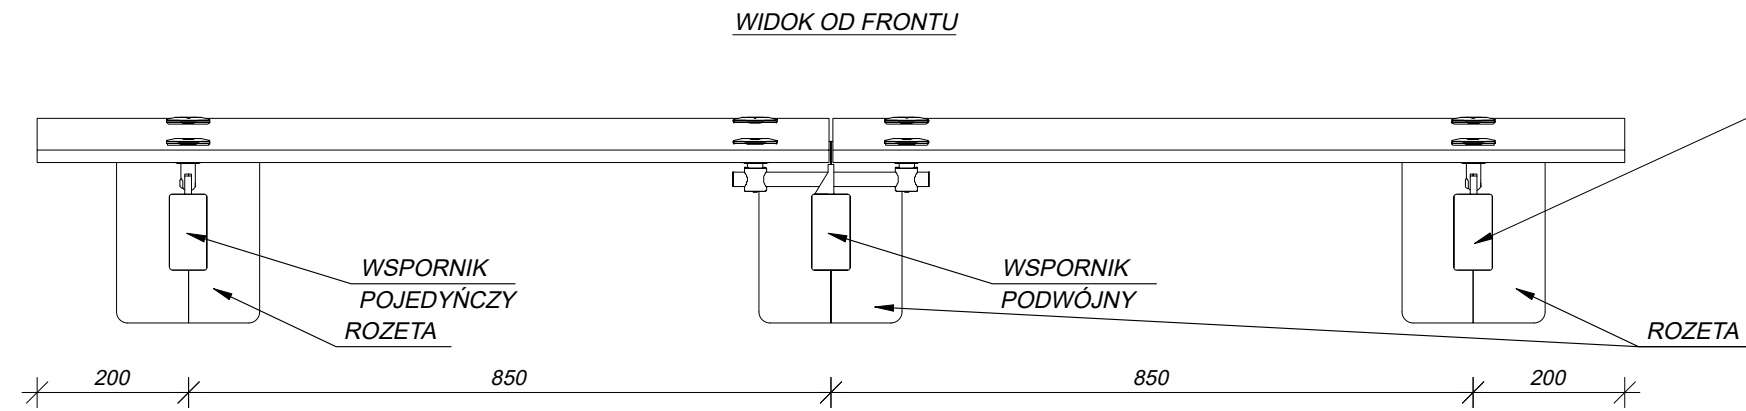 WIDOK OD FRONTU
WSPORNIK
POJEDYŃCZY
ROZETA
WSPORNIK
PODWÓJNY
ROZETA
200
850
850
200